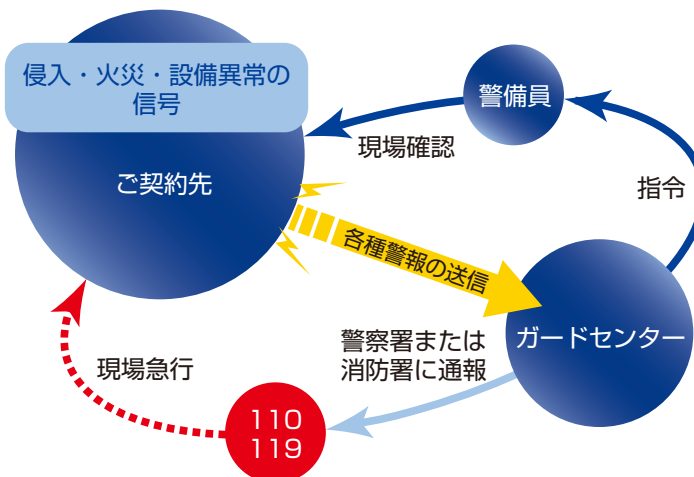 侵入・火災・設備異常の
信号
ご契約先
警備員
現場確認
指令
各種警報の送信
ガードセンター
警察署または
消防署に通報
現場急行
110
119